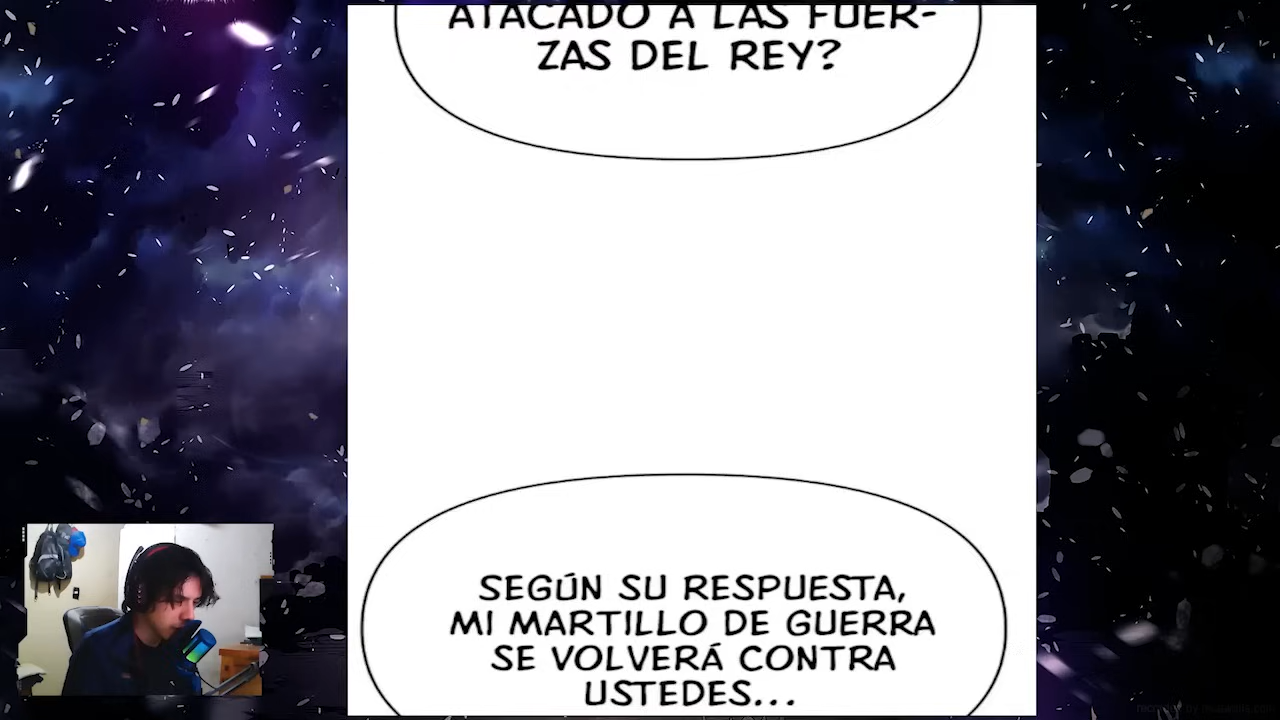 ATACADO A LAS FUER-
ZAS DEL REY?
SEGÚN SU RESPUESTA,
MI MARTILLO DE GUERRA
SE VOLVERÁ CONTRA
USTEDES...